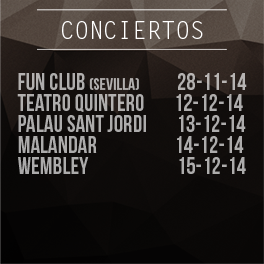 CONCIERTOS
FUN CLUB (SEVILLA) 28-11-14
TEATRO QUINTERO 12-12-14
PALAU SANT JORDI 13-12-14
MALANDAR 14-12-14
WEMBLEY 15-12-14